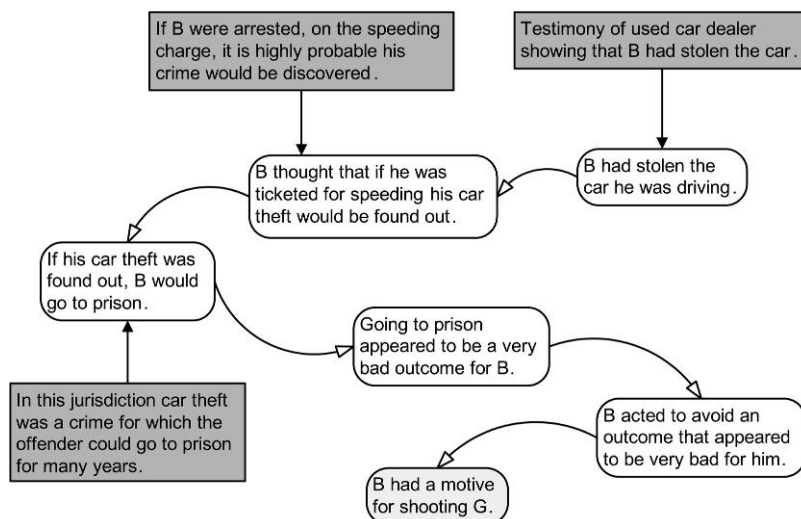 If B were arrested, on the speeding
charge, it is highly probable his
crime would be discovered.
Testimony of used car dealer
showing that B had stolen the car.
B thought that if he was
ticketed for speeding his car
theft would be found out.
B had stolen the
car he was driving.
If his car theft was
found out, B would
go to prison.
Going to prison
appeared to be a very
bad outcome for B.
In this jurisdiction car theft
was a crime for which the
offender could go to prison
for many years.
B acted to avoid an
outcome that appeared
to be very bad for him.
B had a motive
for shooting G.